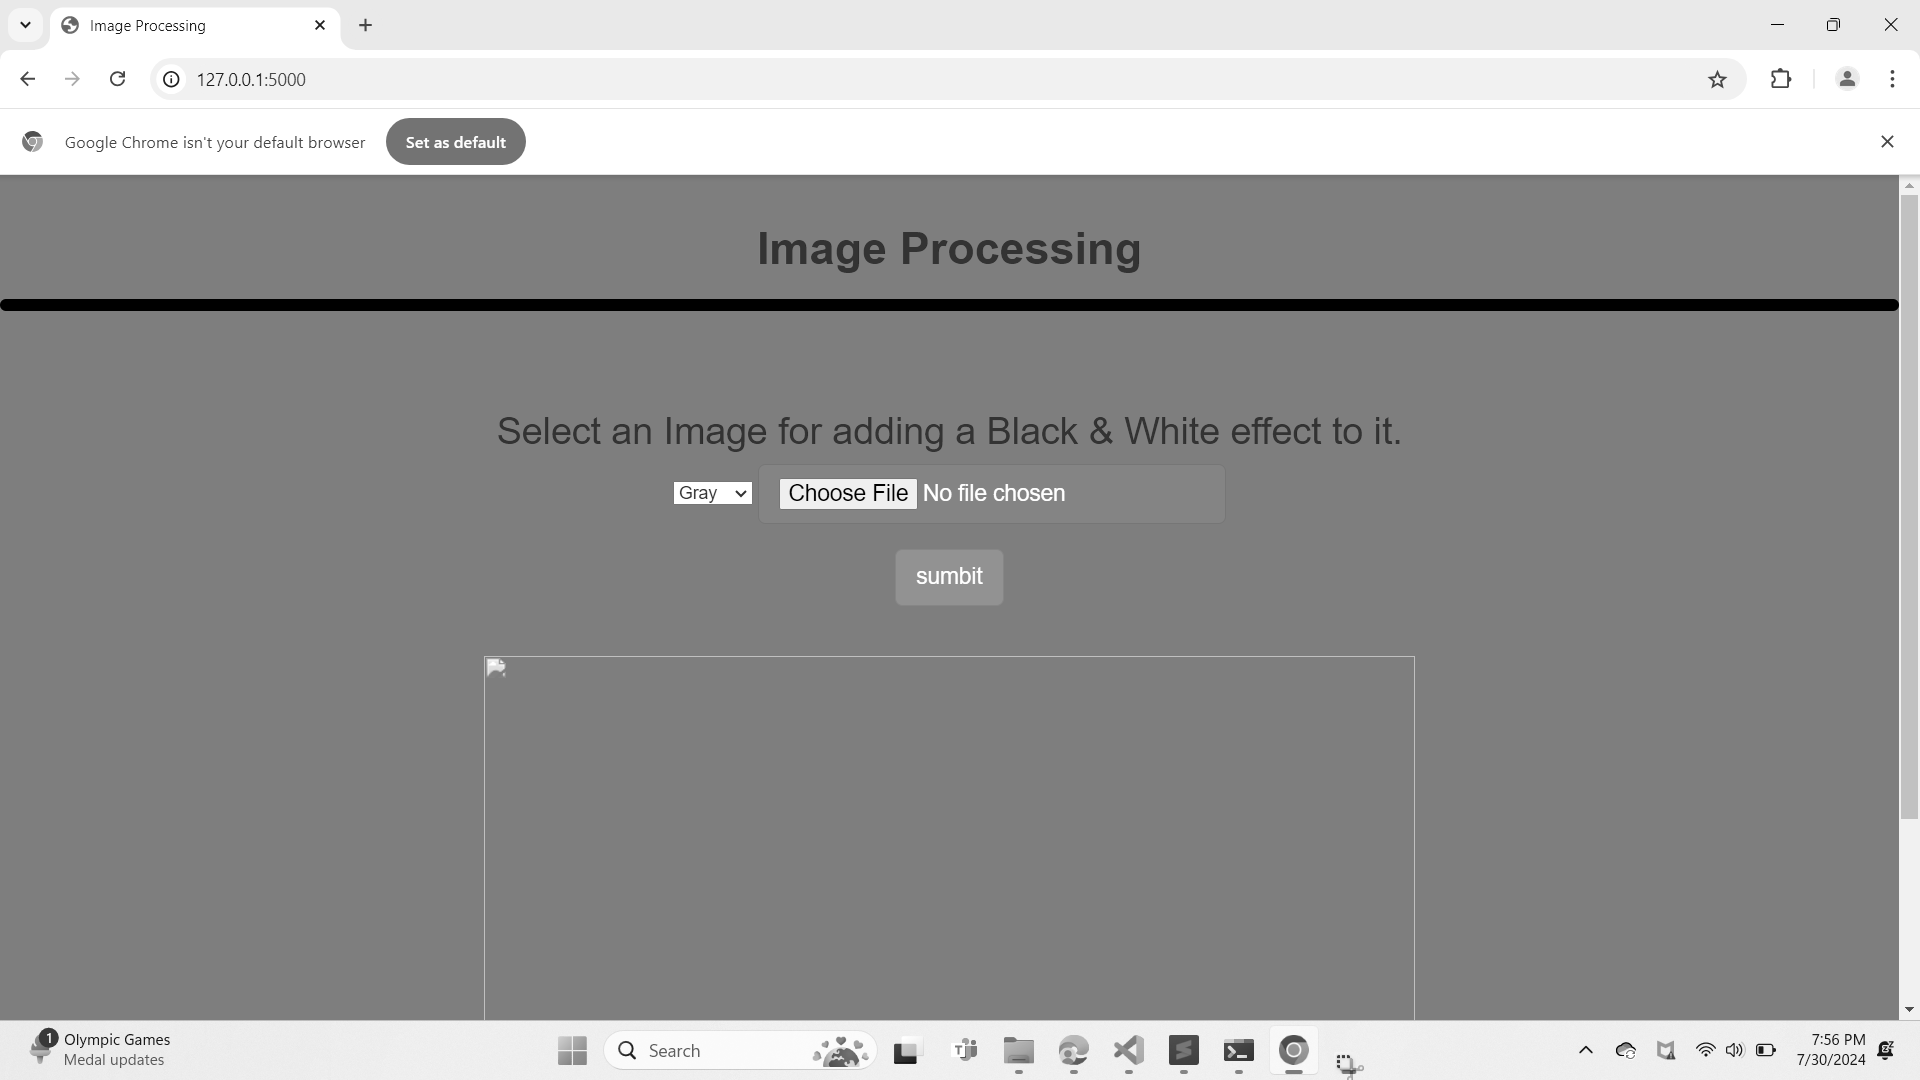 Image Processing
127.0.0.1:5000
Google Chrome isn't your default browser
Set as default
Image Processing
Select an Image for adding a Black & White effect to it.
Gray
Choose File No file chosen
sumbit
1
Olympic Games
Medal updates
Search
7:56 PM
7/30/2024